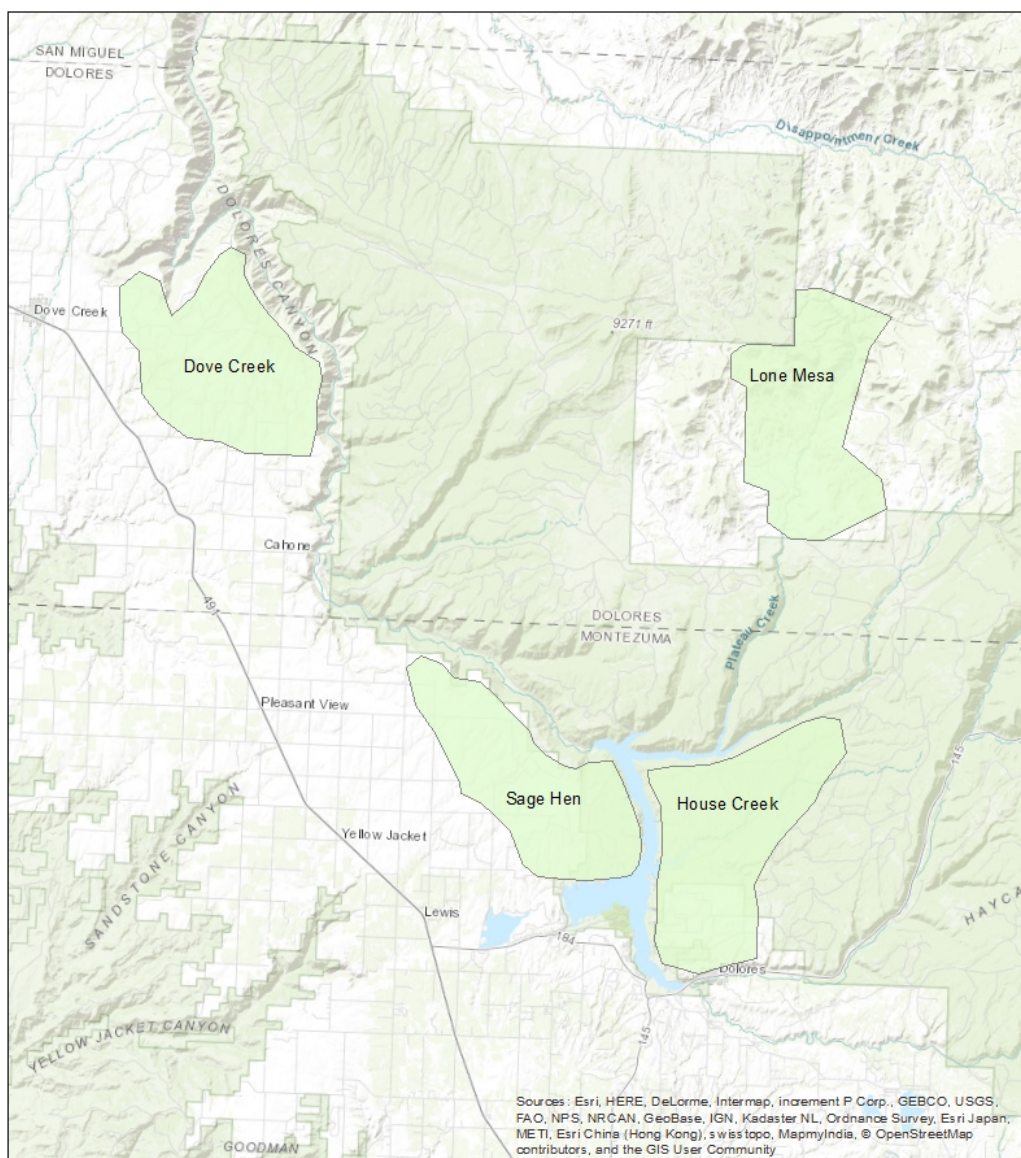 SAN MIGUEL
DOLORES
Disappointment Creek
DOLORES CANYON
Dove Creek
9271 ft
Dove Creek
Lone Mesa
Cahone
491
DOLORES
MONTEZUMA
Plateau Creek
Pleasant View
145
Sage Hen
House Creek
Yellow Jacket
SANDSTONE CANYON
Lewis
HAYCA
184
Dolores
YELLOW JACKET CANYON
145
Sources: Esri, HERE, DeLorme, Intermap, increment P Corp., GEBCO, USGS,
FAO, NPS, NRCAN, GeoBase, IGN, Kadaster NL, Ordnance Survey, Esri Japan,
METI, Esri China (Hong Kong), swisstopo, MapmyIndia, © OpenStreetMap
contributors, and the GIS User Community
GOODMAN